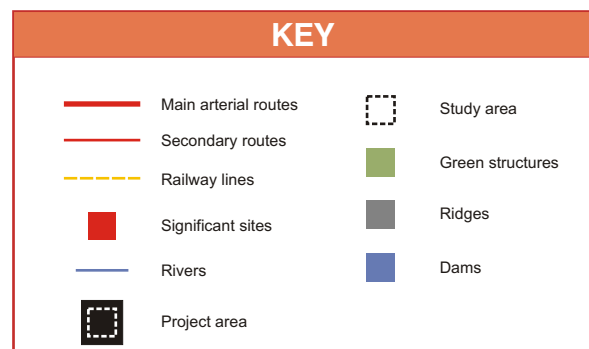 KEY
Main arterial routes
Secondary routes
Railway lines
Significant sites
Rivers
Project area
Study area
Green structures
Ridges
Dams